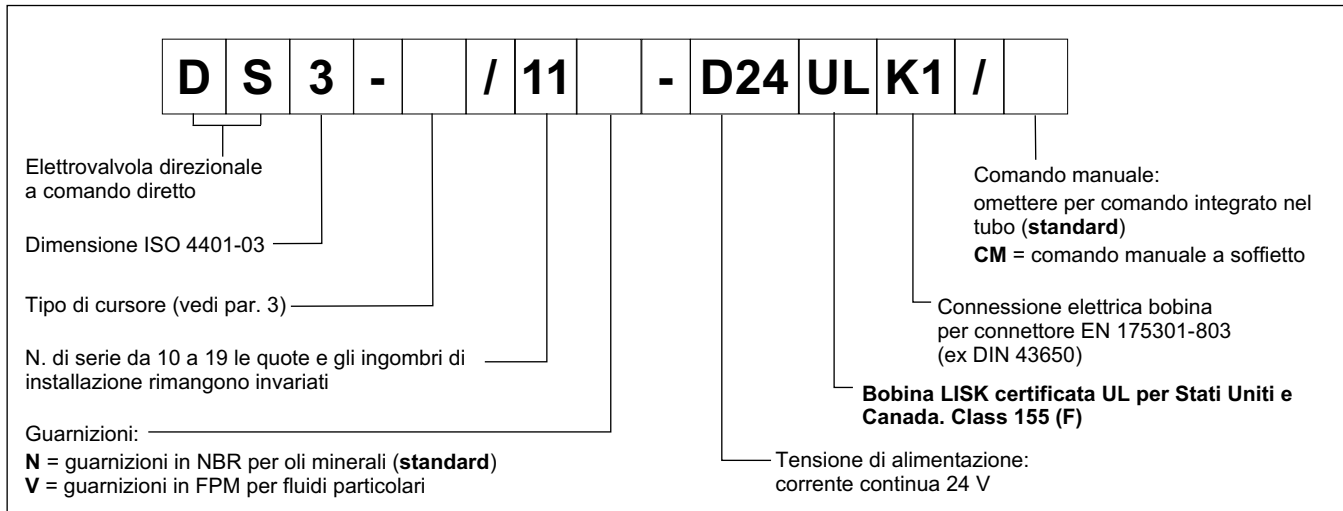 D S 3 - / 11 - D24 UL K1 /
Elettrovalvola direzionale
a comando diretto
Dimensione ISO 4401-03
Tipo di cursore (vedi par. 3)
N. di serie da 10 a 19 le quote e gli ingombri di
installazione rimangono invariati
Guarnizioni:
N = guarnizioni in NBR per oli minerali (standard)
V = guarnizioni in FPM per fluidi particolari
Comando manuale:
omettere per comando integrato nel
tubo (standard)
CM = comando manuale a soffietto
Connessione elettrica bobina
per connettore EN 175301-803
(ex DIN 43650)
Bobina LISK certificata UL per Stati Uniti e
Canada. Class 155 (F)
Tensione di alimentazione:
corrente continua 24 V